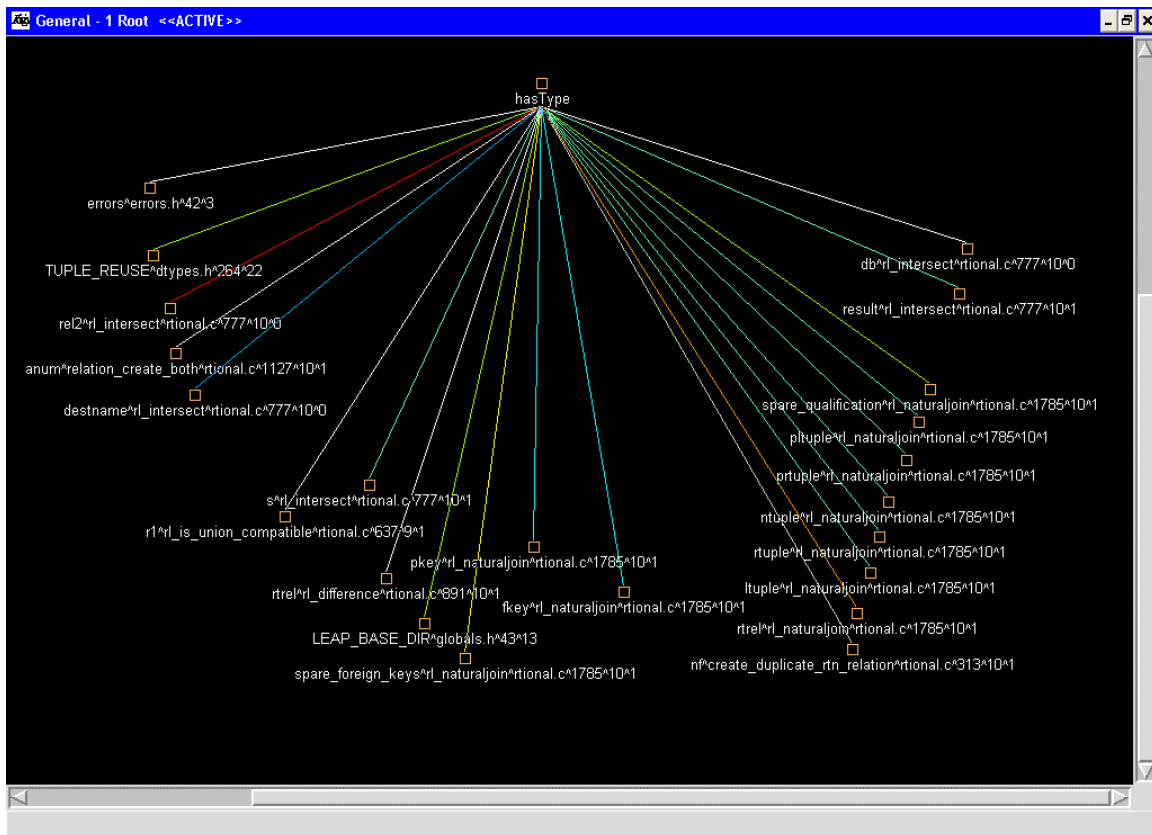 General - 1 Root <<ACTIVE>>
hasType
errors^errors.h^42^3
TUPLE_REUSE^dtypes.h^264^22
rel2^rl_intersect^rtional.c^777^10^0
anum^relation_create_both^rtional.c^1127^10^1
destname^rl_intersect^rtional.c^777^10^0
db^rl_intersect^rtional.c^777^10^0
result^rl_intersect^rtional.c^777^10^1
spare_qualification^rl_naturaljoin^rtional.c^1785^10^1
pltuple^rl_naturaljoin^rtional.c^1785^10^1
prtuple^rl_naturaljoin^rtional.c^1785^10^1
s^rl_intersect^rtional.c^777^10^1
ntuple^rl_naturaljoin^rtional.c^1785^10^1
r1^rl_is_union_compatible^rtional.c^637^9^1
rtuple^rl_naturaljoin^rtional.c^1785^10^1
pkey^rl_naturaljoin^rtional.c^1785^10^1
ltuple^rl_naturaljoin^rtional.c^1785^10^1
rtrel^rl_difference^rtional.c^891^10^1
fkey^rl_naturaljoin^rtional.c^1785^10^1
rtrel^rl_naturaljoin^rtional.c^1785^10^1
LEAP_BASE_DIR^globals.h^43^13
nf^create_duplicate_rtn_relation^rtional.c^313^10^1
spare_foreign_keys^rl_naturaljoin^rtional.c^1785^10^1